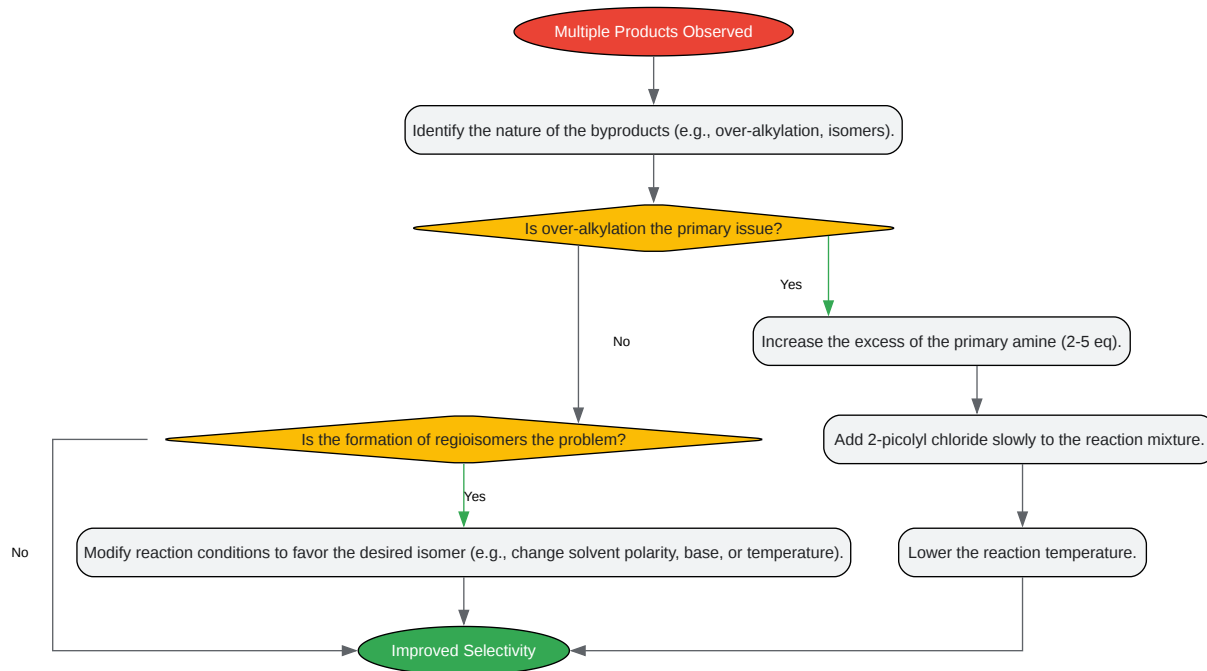 Multiple Products Observed
Identify the nature of the byproducts (e.g., over-alkylation, isomers).
Is over-alkylation the primary issue?
Yes
Increase the excess of the primary amine (2-5 eq).
No
Add 2-picolyl chloride slowly to the reaction mixture.
Is the formation of regioisomers the problem?
Yes
No
Modify reaction conditions to favor the desired isomer (e.g., change solvent polarity, base, or temperature).
Lower the reaction temperature.
Improved Selectivity